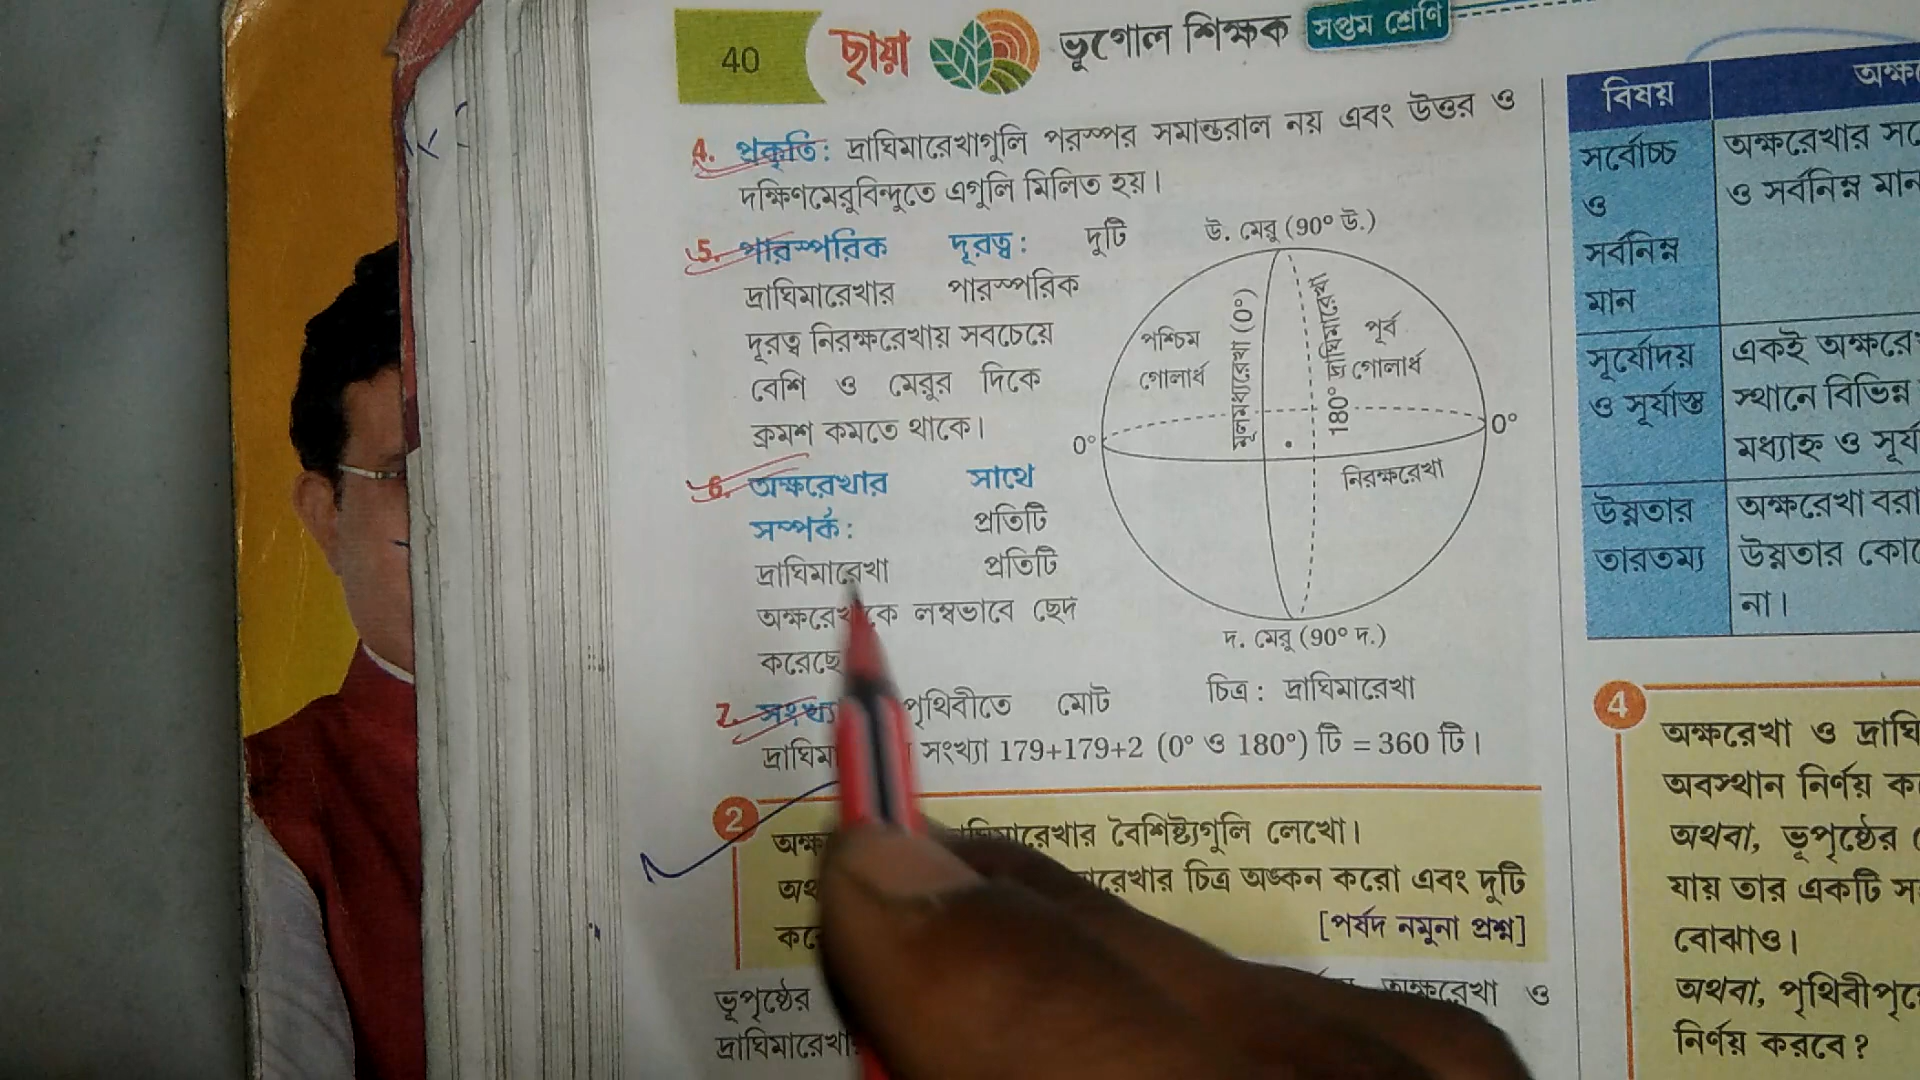 40 ছায়া ভূগোল শিক্ষক সপ্তম শ্রেণি
4. প্রকৃতি: দ্রাঘিমারেখাগুলি পরস্পর সমান্তরাল নয় এবং উত্তর ও
দক্ষিণমেরুবিন্দুতে এগুলি মিলিত হয়।
5. পারস্পরিক দূরত্ব: দুটি
দ্রাঘিমারেখার পারস্পরিক
দূরত্ব নিরক্ষরেখায় সবচেয়ে
বেশি ও মেরুর দিকে
ক্রমশ কমতে থাকে।
6. অক্ষরেখার সাথে
সম্পর্ক: প্রতিটি
দ্রাঘিমারেখা প্রতিটি
কে লম্বভাবে ছেদ
করেছে
উ. মেরু (90° উ.)
পশ্চিম
গোলার্ধ
মূলমধ্যরেখা (0°)
180° দ্রাঘিমারেখা
পূর্ব
গোলার্ধ
0°
0°
নিরক্ষরেখা
দ. মেরু (90° দ.)
চিত্র: দ্রাঘিমারেখা
7. সংখ্যা পৃথিবীতে মোট
সংখ্যা 179+179+2 (0° ও 180°) টি = 360 টি।
2
বৈশিষ্ট্যগুলি লেখো।
চিত্র অঙ্কন করো এবং দুটি
[পর্ষদ নমুনা প্রশ্ন]
ভূপৃষ্ঠের অক্ষরেখা ও
দ্রাঘিমারেখা
বিষয়
সর্বোচ্চ
ও
সর্বনিম্ন
মান
অক্ষরেখার
ও সর্বনিম্ন মান
সূর্যোদয়
ও সূর্যাস্ত
একই
স্থানে বিভিন্ন
মধ্যাহ্ন ও
উষ্ণতার
তারতম্য
অক্ষরেখা
উষ্ণতার
না।
4
অক্ষরেখা ও
অবস্থান নির্ণয়
অথবা, ভূপৃষ্ঠের
যায় তার একটি
বোঝাও।
অথবা,
নির্ণয় করবে?